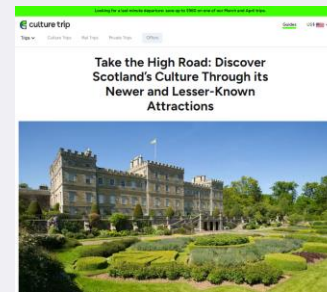 Looking for a last minute departure: save up to £960 on one of our March and April trips.
culture trip
Guides US$
Trips Culture Trips Rail Trips Private Trips Offers
Take the High Road: Discover
Scotland's Culture Through its
Newer and Lesser-Known
Attractions